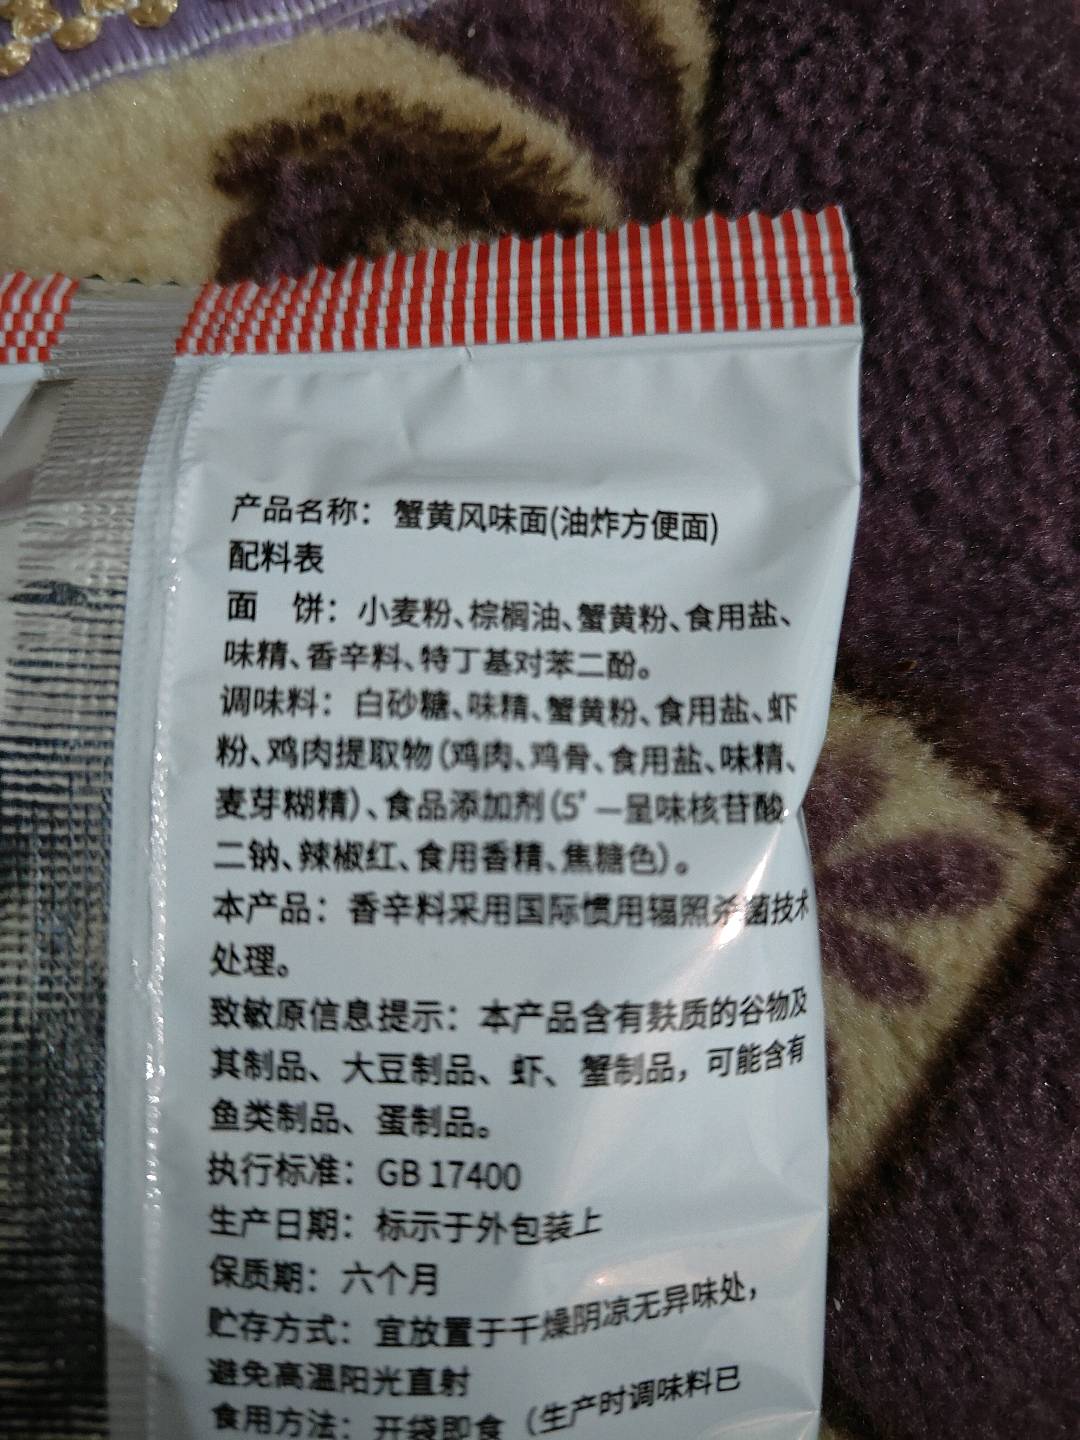 产品名称：蟹黄风味面(油炸方便面)
配料表
面 饼：小麦粉、棕榈油、蟹黄粉、食用盐、
味精、香辛料、特丁基对苯二酚。
调味料：白砂糖、味精、蟹黄粉、食用盐、虾
粉、鸡肉提取物（鸡肉、鸡骨、食用盐、味精、
麦芽糊精）、食品添加剂（5’—呈味核苷酸
二钠、辣椒红、食用香精、焦糖色）。
本产品：香辛料采用国际惯用辐照杀菌技术
处理。
致敏原信息提示：本产品含有麸质的谷物及
其制品、大豆制品、虾、蟹制品，可能含有
鱼类制品、蛋制品。
执行标准：GB 17400
生产日期：标示于外包装上
保质期：六个月
贮存方式：宜放置于干燥阴凉无异味处，
避免高温阳光直射
食用方法：开袋即食（生产时调味料已